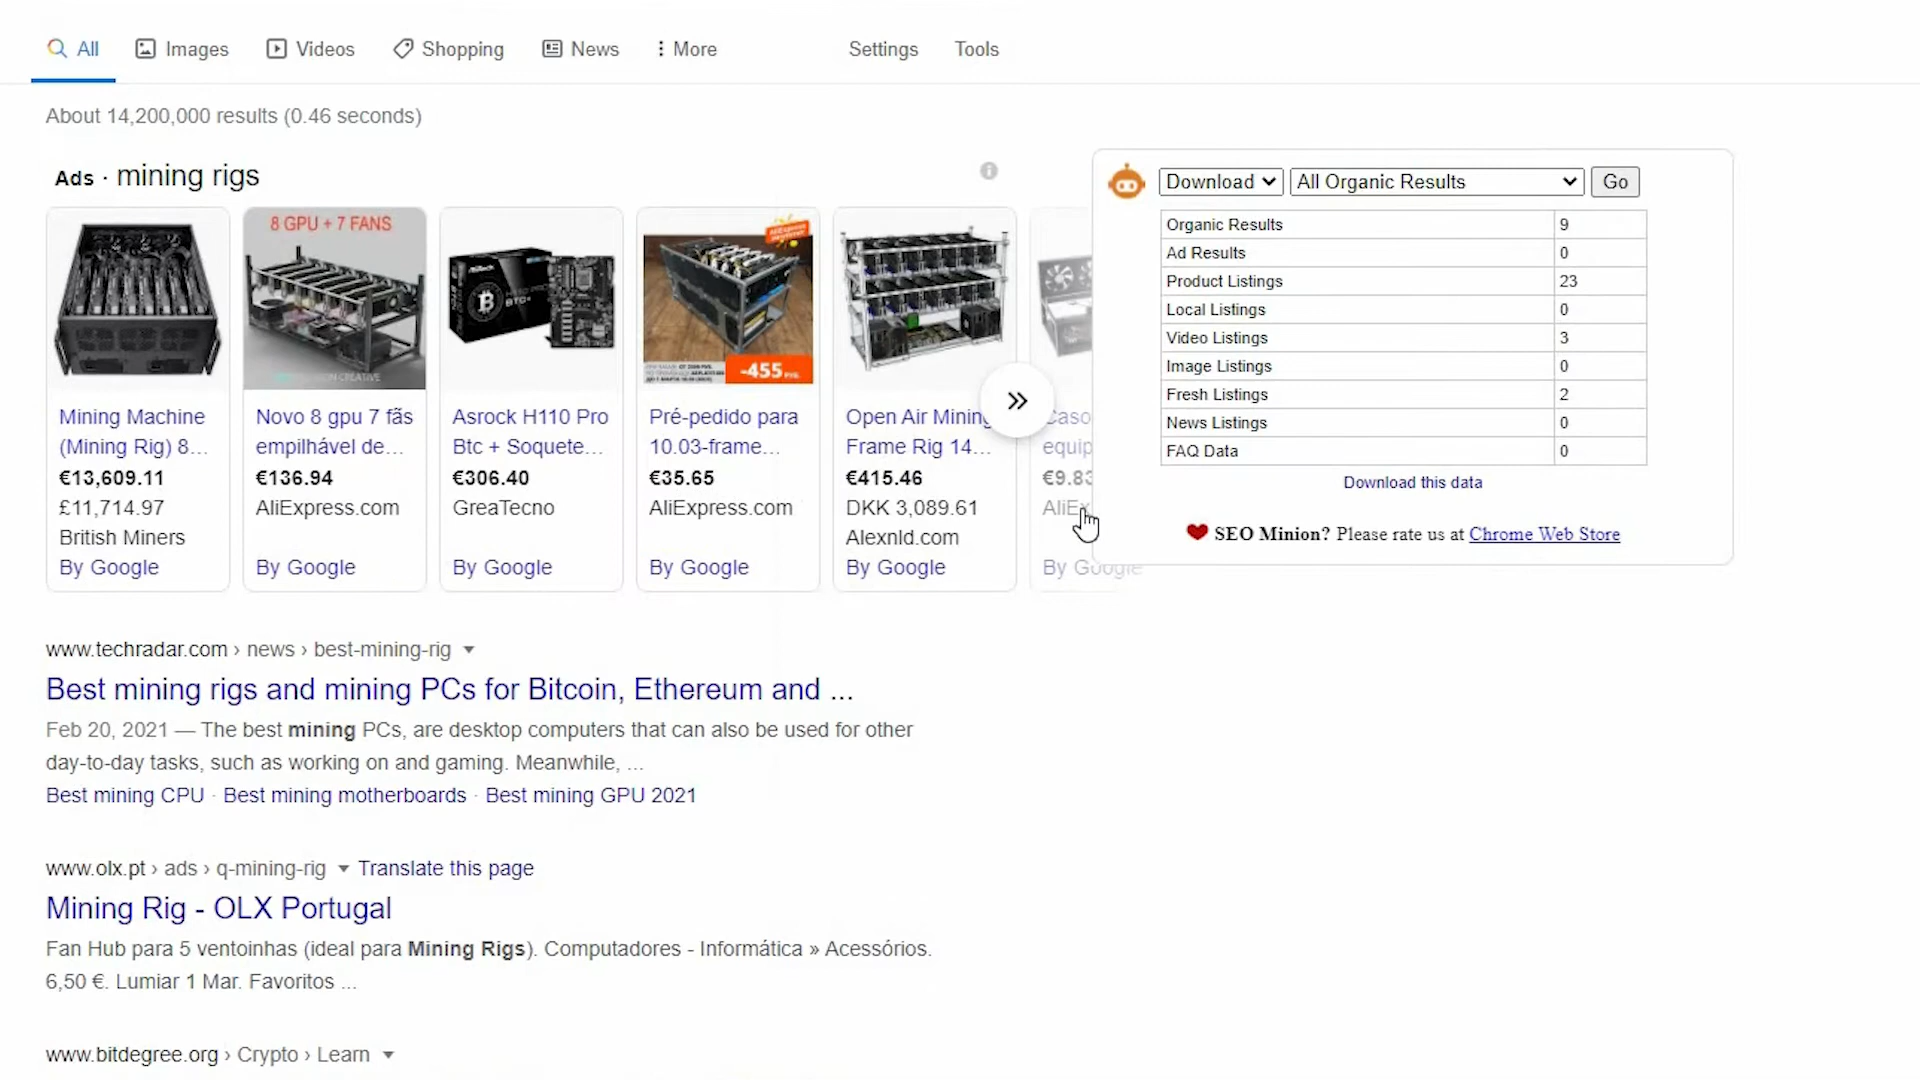 All
Images
Videos
Shopping
News
More
Settings
Tools
About 14,200,000 results (0.46 seconds)
Ads · mining rigs
8 GPU + 7 FANS
-455
Mining Machine
(Mining Rig) 8...
€13,609.11
£11,714.97
British Miners
By Google
Novo 8 gpu 7 fãs
empilhável de...
€136.94
AliExpress.com
By Google
Asrock H110 Pro
Btc + Soquete...
€306.40
GreaTecno
By Google
Pré-pedido para
10.03-frame...
€35.65
AliExpress.com
By Google
Open Air Mining
Frame Rig 14...
€415.46
DKK 3,089.61
Alexnld.com
By Google
Caso
equip
€9.83
AliEx
By Google
Download
All Organic Results
Go
Organic Results 9
Ad Results 0
Product Listings 23
Local Listings 0
Video Listings 3
Image Listings 0
Fresh Listings 2
News Listings 0
FAQ Data 0
Download this data
SEO Minion? Please rate us at Chrome Web Store
www.techradar.com › news › best-mining-rig
Best mining rigs and mining PCs for Bitcoin, Ethereum and ...
Feb 20, 2021 — The best mining PCs, are desktop computers that can also be used for other
day-to-day tasks, such as working on and gaming. Meanwhile, ...
Best mining CPU · Best mining motherboards · Best mining GPU 2021
www.olx.pt › ads › q-mining-rig Translate this page
Mining Rig - OLX Portugal
Fan Hub para 5 ventoinhas (ideal para Mining Rigs). Computadores - Informática » Acessórios.
6,50 €. Lumiar 1 Mar. Favoritos ...
www.bitdegree.org › Crypto › Learn